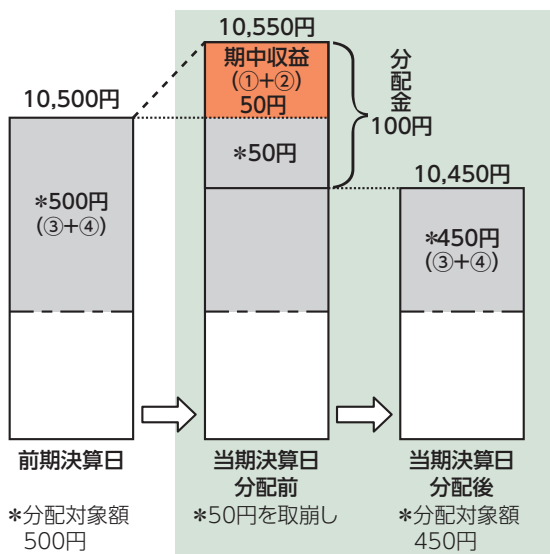 10,550円
期中収益
(①+②)
50円
分配金
100円
10,500円
*50円
10,450円
*500円
(③+④)
*450円
(③+④)
前期決算日
当期決算日
分配前
当期決算日
分配後
*分配対象額
500円
*50円を取崩し
*分配対象額
450円